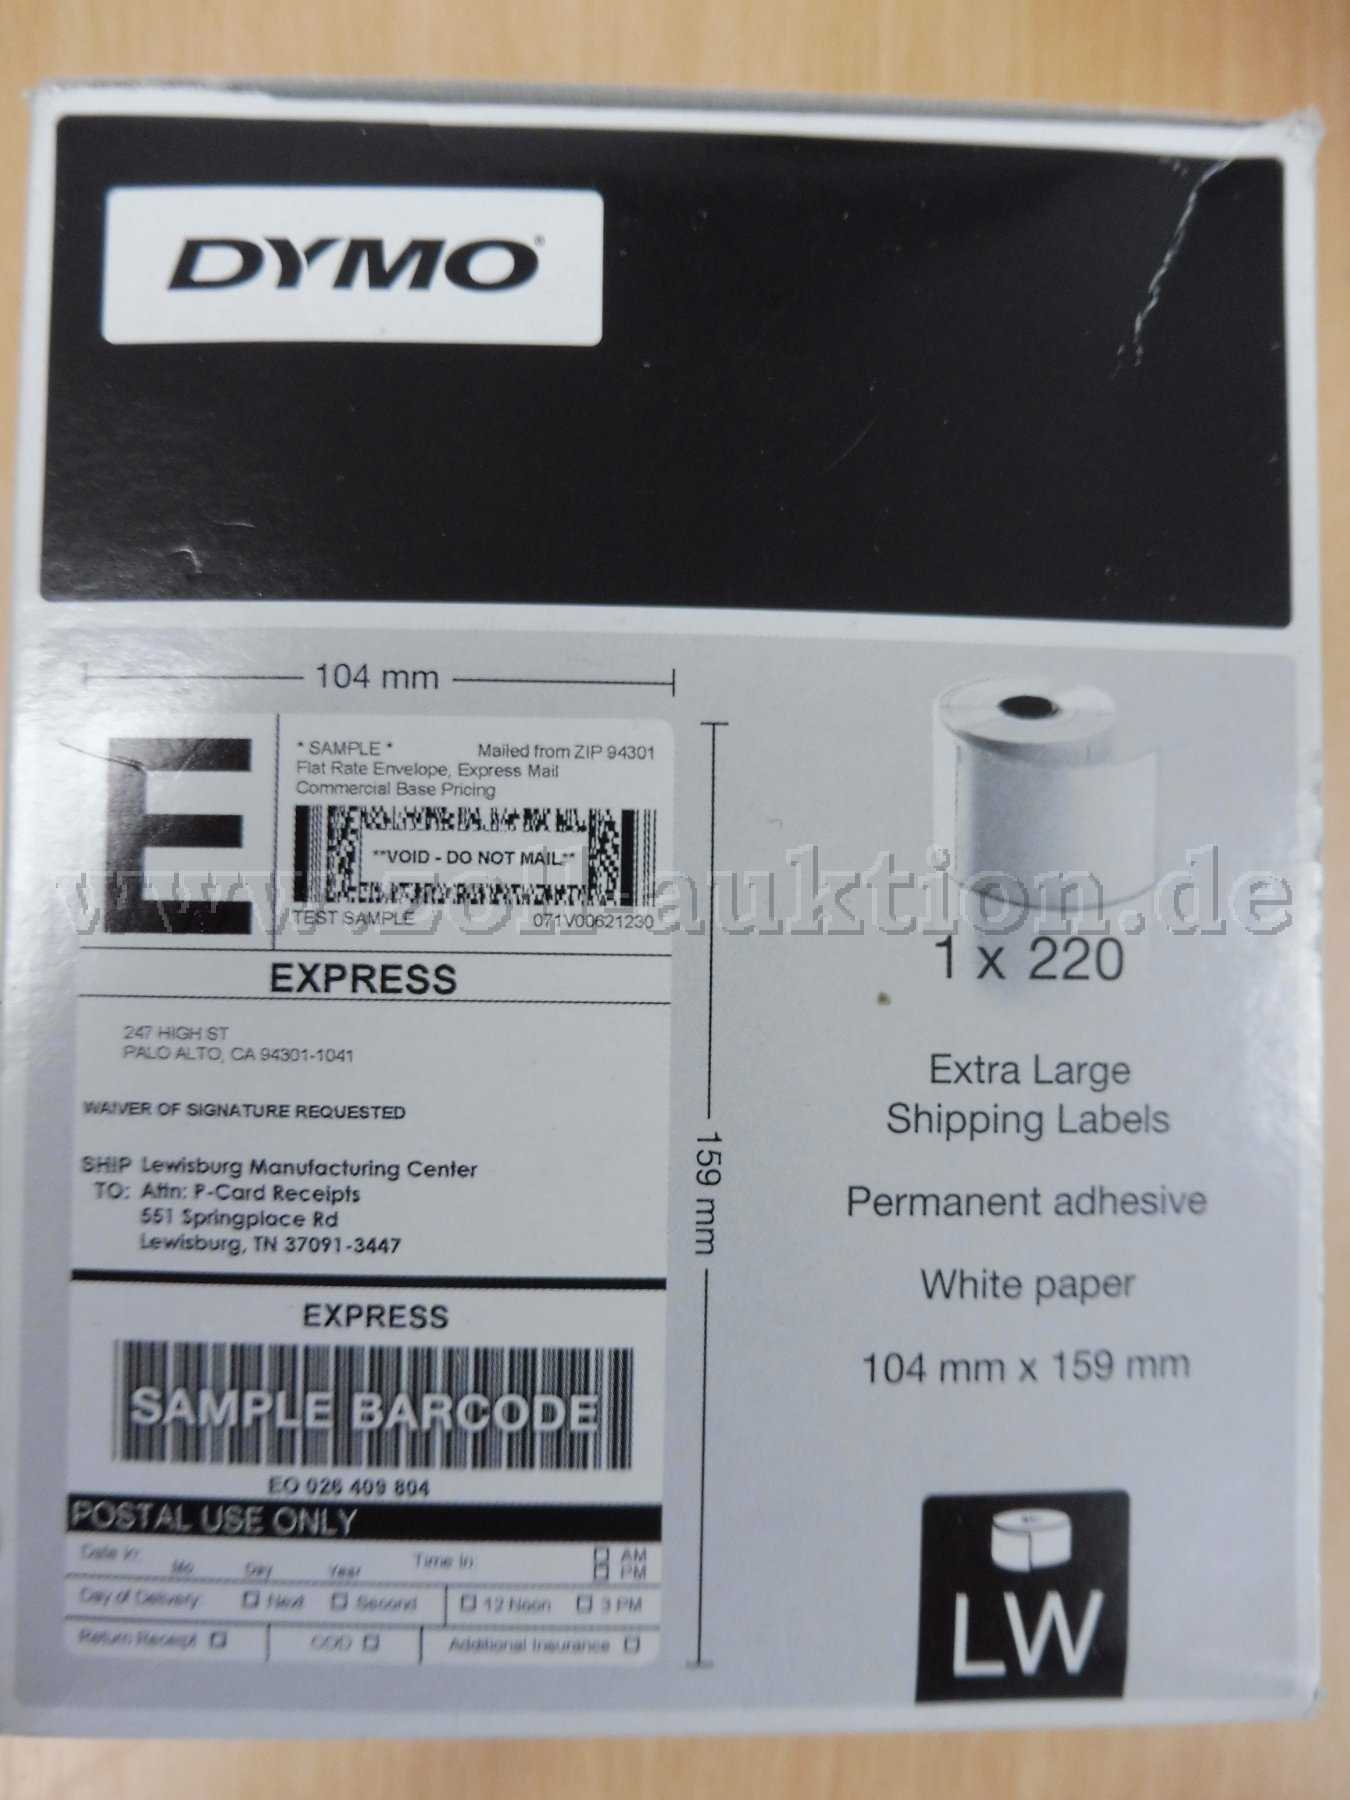 DYMO®
104 mm
* SAMPLE * Mailed from ZIP 94301
Flat Rate Envelope, Express Mail
Commercial Base Pricing
**VOID - DO NOT MAIL**
TEST SAMPLE 071V00621230
E
EXPRESS
247 HIGH ST
PALO ALTO, CA 94301-1041
WAIVER OF SIGNATURE REQUESTED
SHIP Lewisburg Manufacturing Center
TO: Attn: P-Card Receipts
551 Springplace Rd
Lewisburg, TN 37091-3447
EXPRESS
SAMPLE BARCODE
EO 026 409 804
POSTAL USE ONLY
Date In: Mo Day Year Time In: AM
PM
Day of Delivery: Next Second 12 Noon 3 PM
Return Receipt COD Additional Insurance
159 mm
1 x 220
Extra Large
Shipping Labels
Permanent adhesive
White paper
104 mm x 159 mm
LW
www.zoll-auktion.de